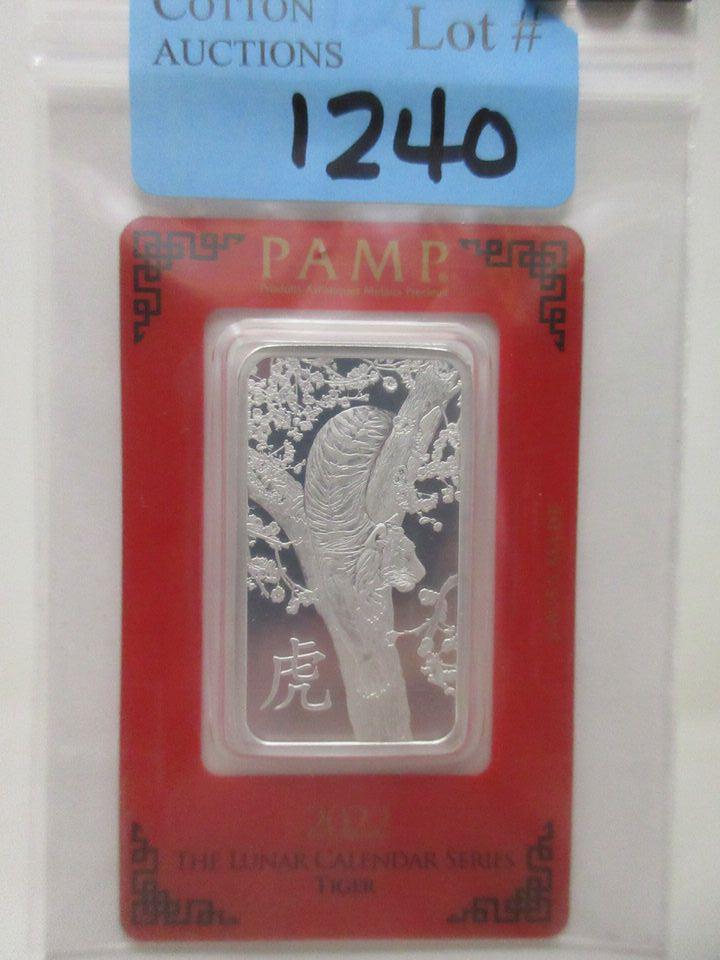 COTTON
AUCTIONS
Lot #
1240
PAMP®
Produits Artistiques Métaux Précieux
虎
2022
THE LUNAR CALENDAR SERIES
TIGER